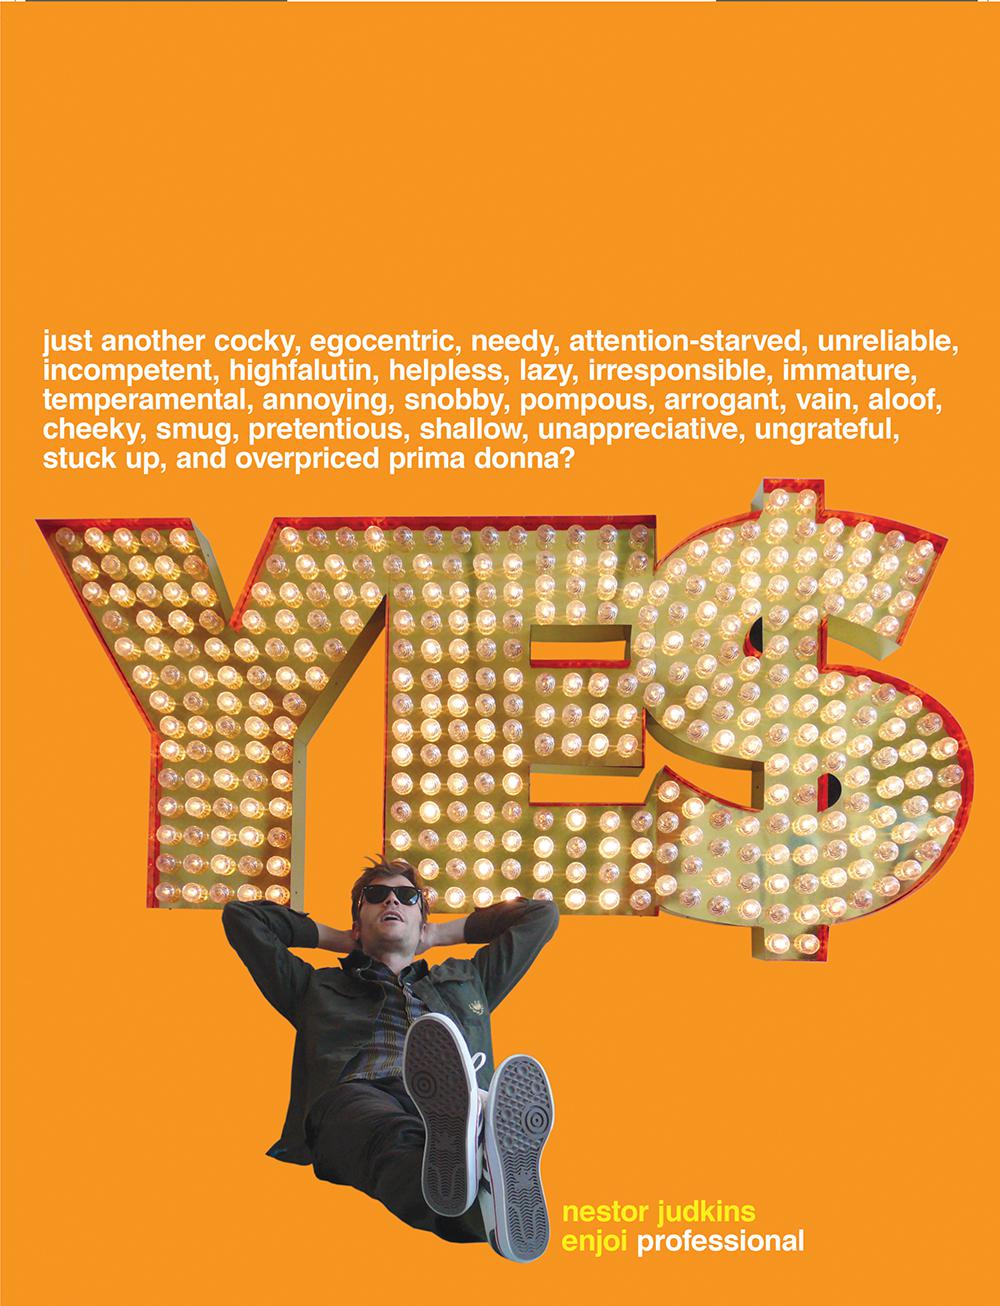 just another cocky, egocentric, needy, attention-starved, unreliable,
incompetent, highfalutin, helpless, lazy, irresponsible, immature,
temperamental, annoying, snobby, pompous, arrogant, vain, aloof,
cheeky, smug, pretentious, shallow, unappreciative, ungrateful,
stuck up, and overpriced prima donna?
YE$
nestor judkins
enjoi professional